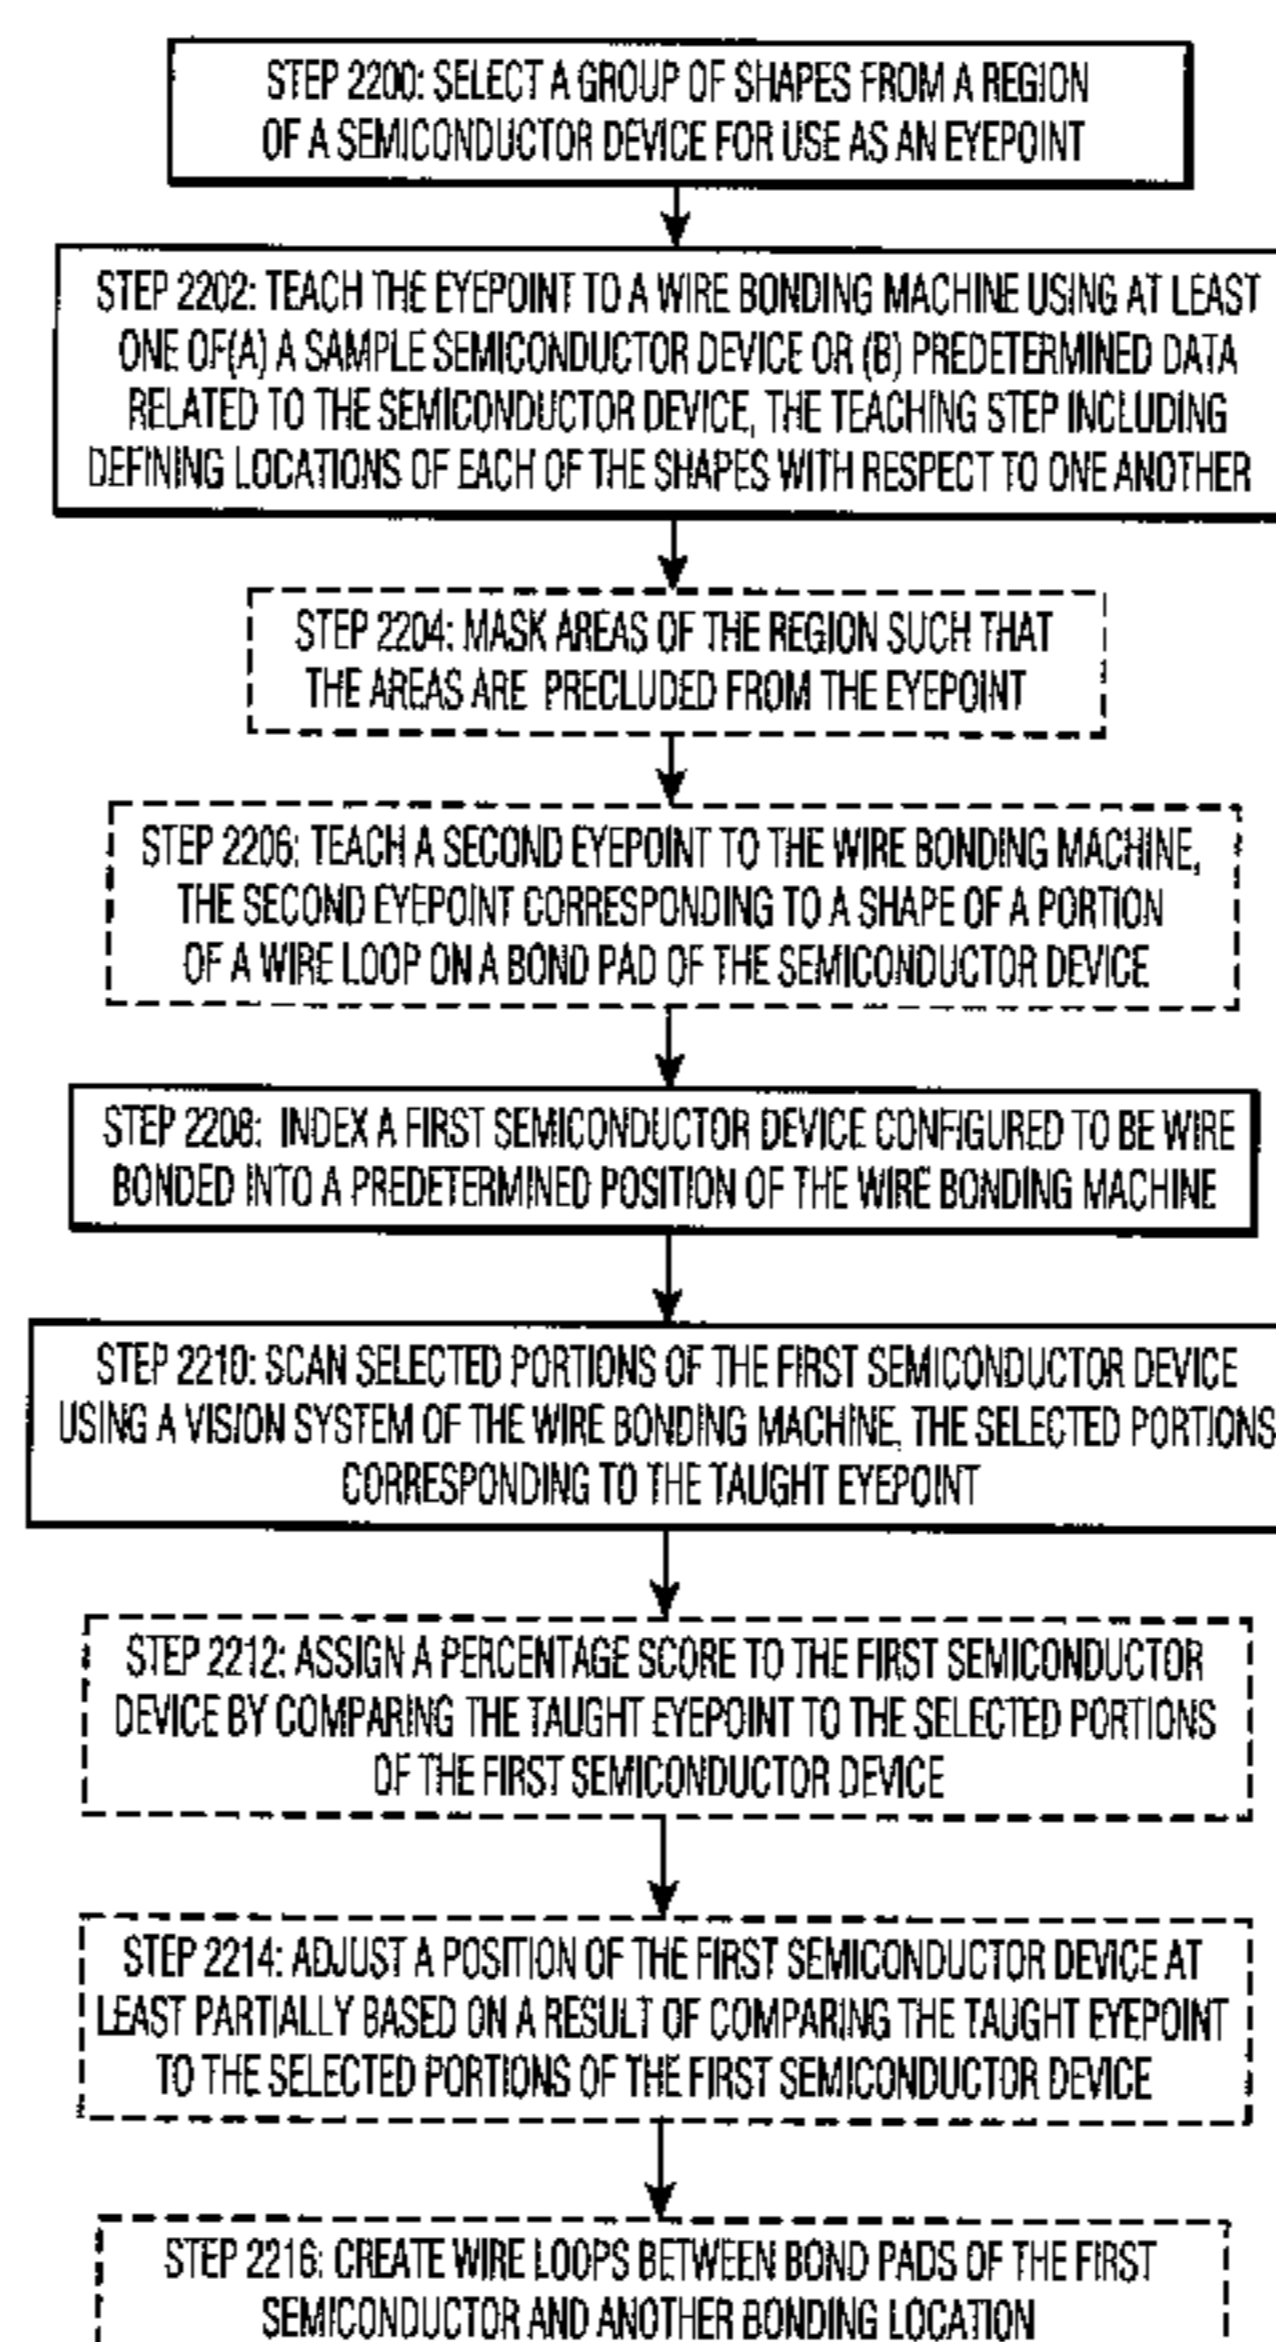 STEP 2200: SELECT A GROUP OF SHAPES FROM A REGION
OF A SEMICONDUCTOR DEVICE FOR USE AS AN EYEPOINT
STEP 2202: TEACH THE EYEPOINT TO A WIRE BONDING MACHINE USING AT LEAST
ONE OF(A) A SAMPLE SEMICONDUCTOR DEVICE OR (B) PREDETERMINED DATA
RELATED TO THE SEMICONDUCTOR DEVICE, THE TEACHING STEP INCLUDING
DEFINING LOCATIONS OF EACH OF THE SHAPES WITH RESPECT TO ONE ANOTHER
STEP 2204: MASK AREAS OF THE REGION SUCH THAT
THE AREAS ARE PRECLUDED FROM THE EYEPOINT
STEP 2206: TEACH A SECOND EYEPOINT TO THE WIRE BONDING MACHINE,
THE SECOND EYEPOINT CORRESPONDING TO A SHAPE OF A PORTION
OF A WIRE LOOP ON A BOND PAD OF THE SEMICONDUCTOR DEVICE
STEP 2208: INDEX A FIRST SEMICONDUCTOR DEVICE CONFIGURED TO BE WIRE
BONDED INTO A PREDETERMINED POSITION OF THE WIRE BONDING MACHINE
STEP 2210: SCAN SELECTED PORTIONS OF THE FIRST SEMICONDUCTOR DEVICE
USING A VISION SYSTEM OF THE WIRE BONDING MACHINE, THE SELECTED PORTIONS
CORRESPONDING TO THE TAUGHT EYEPOINT
STEP 2212: ASSIGN A PERCENTAGE SCORE TO THE FIRST SEMICONDUCTOR
DEVICE BY COMPARING THE TAUGHT EYEPOINT TO THE SELECTED PORTIONS
OF THE FIRST SEMICONDUCTOR DEVICE
STEP 2214: ADJUST A POSITION OF THE FIRST SEMICONDUCTOR DEVICE AT
LEAST PARTIALLY BASED ON A RESULT OF COMPARING THE TAUGHT EYEPOINT
TO THE SELECTED PORTIONS OF THE FIRST SEMICONDUCTOR DEVICE
STEP 2216: CREATE WIRE LOOPS BETWEEN BOND PADS OF THE FIRST
SEMICONDUCTOR AND ANOTHER BONDING LOCATION